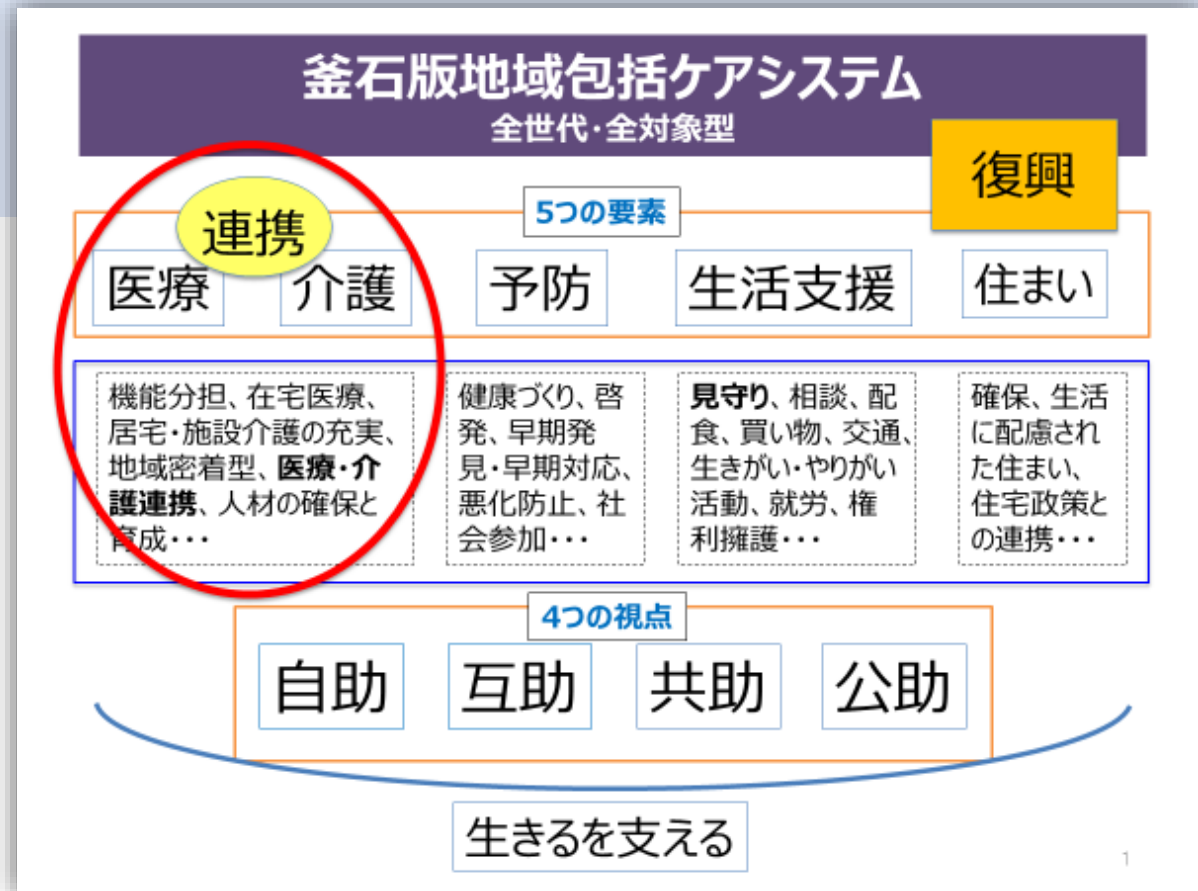 釜石版地域包括ケアシステム
全世代・全対象型
復興
5つの要素
連携
医療
介護
予防
生活支援
住まい
機能分担、在宅医療、
居宅・施設介護の充実、
地域密着型、医療・介
護連携、人材の確保と
育成・・・
健康づくり、啓
発、早期発
見・早期対応、
悪化防止、社
会参加・・・
見守り、相談、配
食、買い物、交通、
生きがい・やりがい
活動、就労、権
利擁護・・・
確保、生活
に配慮され
た住まい、
住宅政策と
の連携・・・
4つの視点
自助
互助
共助
公助
生きるを支える
1